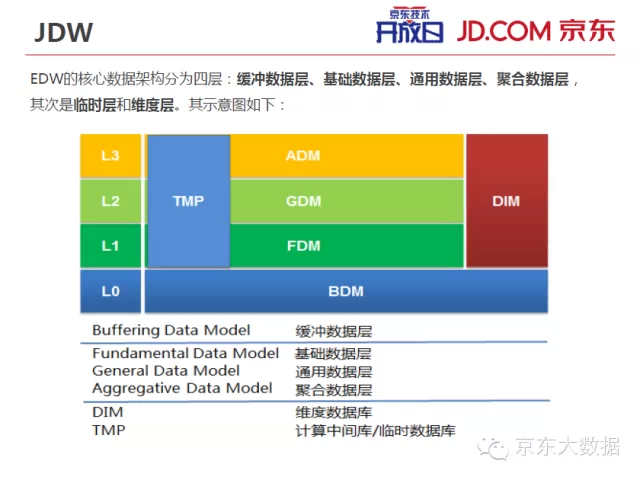 JDW
京东技术
开放日
JD.COM 京东
EDW的核心数据架构分为四层：缓冲数据层、基础数据层、通用数据层、聚合数据层，
其次是临时层和维度层。其示意图如下：
L3 ADM
L2 TMP GDM DIM
L1 FDM
L0 BDM
Buffering Data Model 缓冲数据层
Fundamental Data Model 基础数据层
General Data Model 通用数据层
Aggregative Data Model 聚合数据层
DIM 维度数据库
TMP 计算中间库/临时数据库
京东大数据